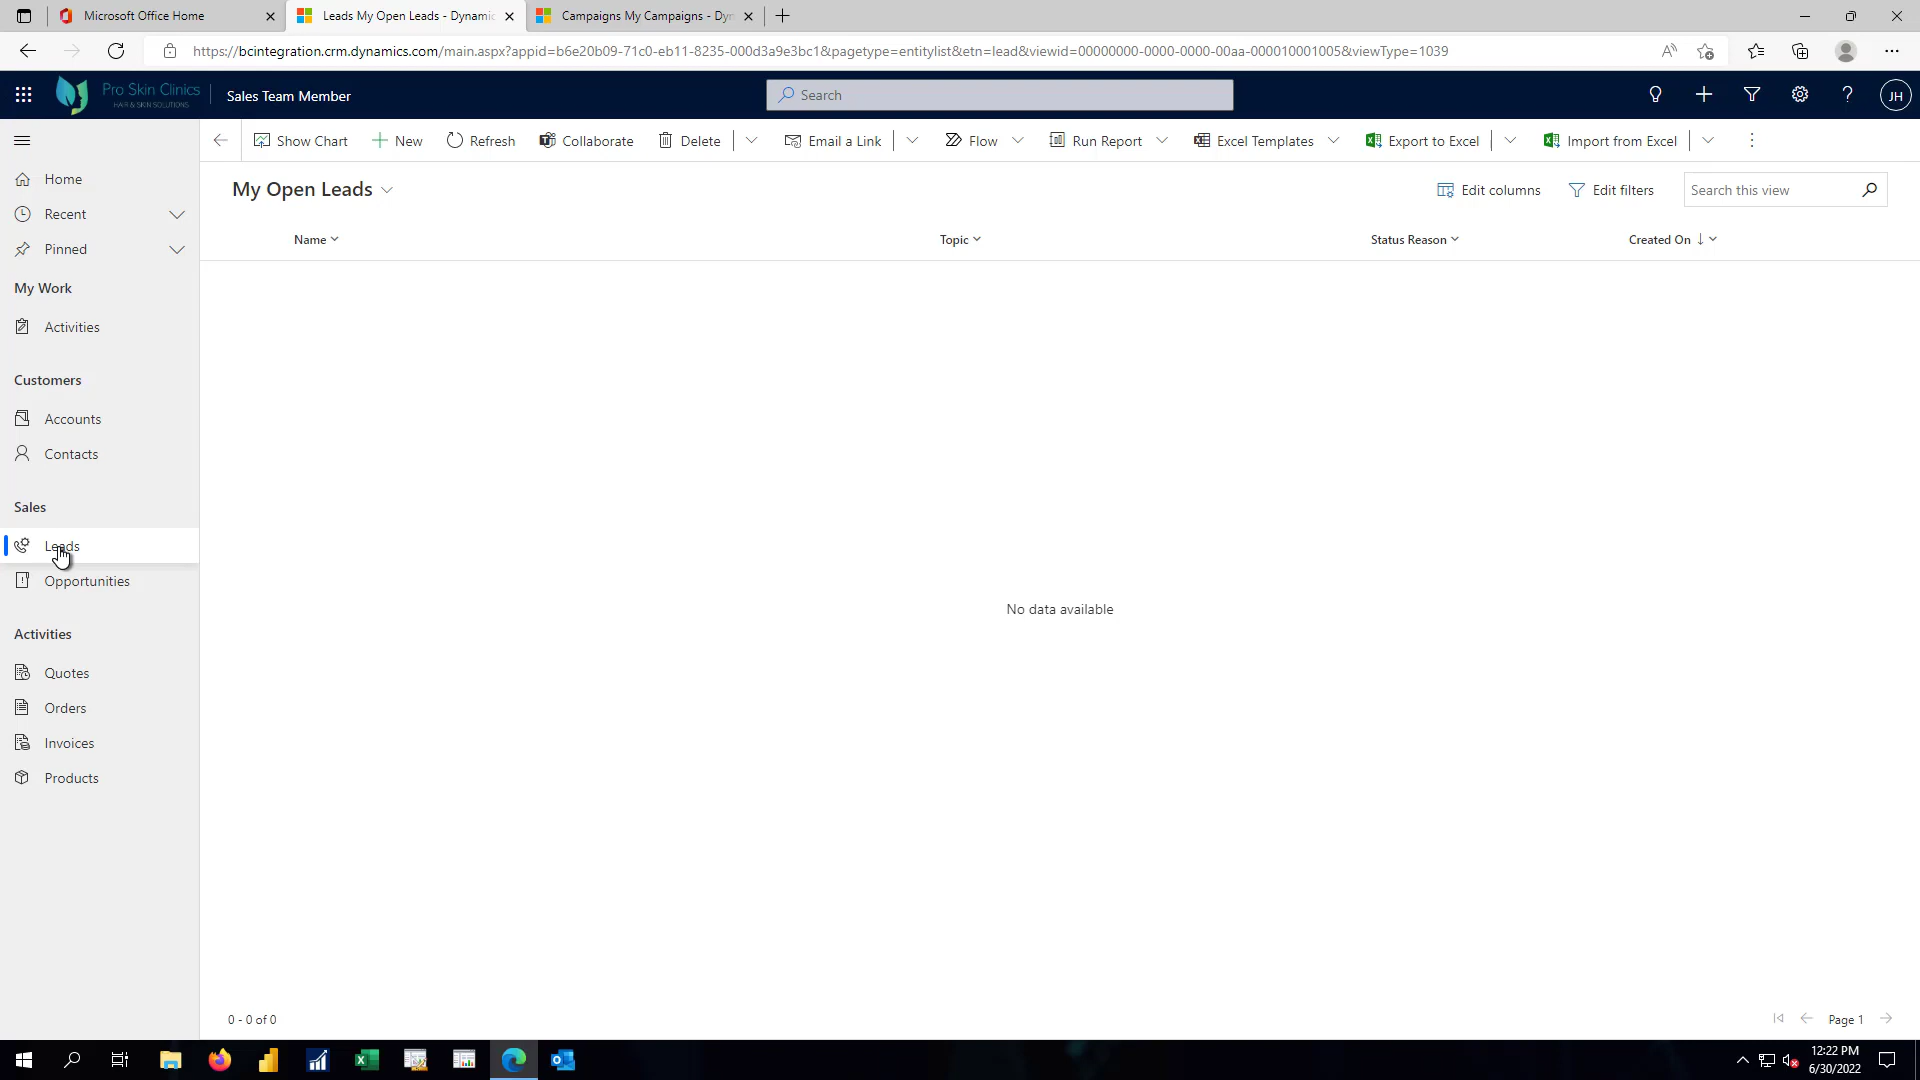 Microsoft Office Home
Leads My Open Leads - Dynamic
Campaigns My Campaigns - Dyn
https://bcintegration.crm.dynamics.com/main.aspx?appid=b6e20b09-71c0-eb11-8235-000d3a9e3bc1&pagetype=entitylist&etn=lead&viewid=00000000-0000-0000-00aa-000010001005&viewType=1039
Pro Skin Clinics
HAIR & SKIN SOLUTIONS
Sales Team Member
Search
JH
Show Chart
New
Refresh
Collaborate
Delete
Email a Link
Flow
Run Report
Excel Templates
Export to Excel
Import from Excel
Home
Recent
Pinned
My Work
Activities
Customers
Accounts
Contacts
Sales
Leads
Opportunities
Activities
Quotes
Orders
Invoices
Products
My Open Leads
Edit columns
Edit filters
Search this view
Name
Topic
Status Reason
Created On
No data available
0 - 0 of 0
Page 1
12:22 PM
6/30/2022